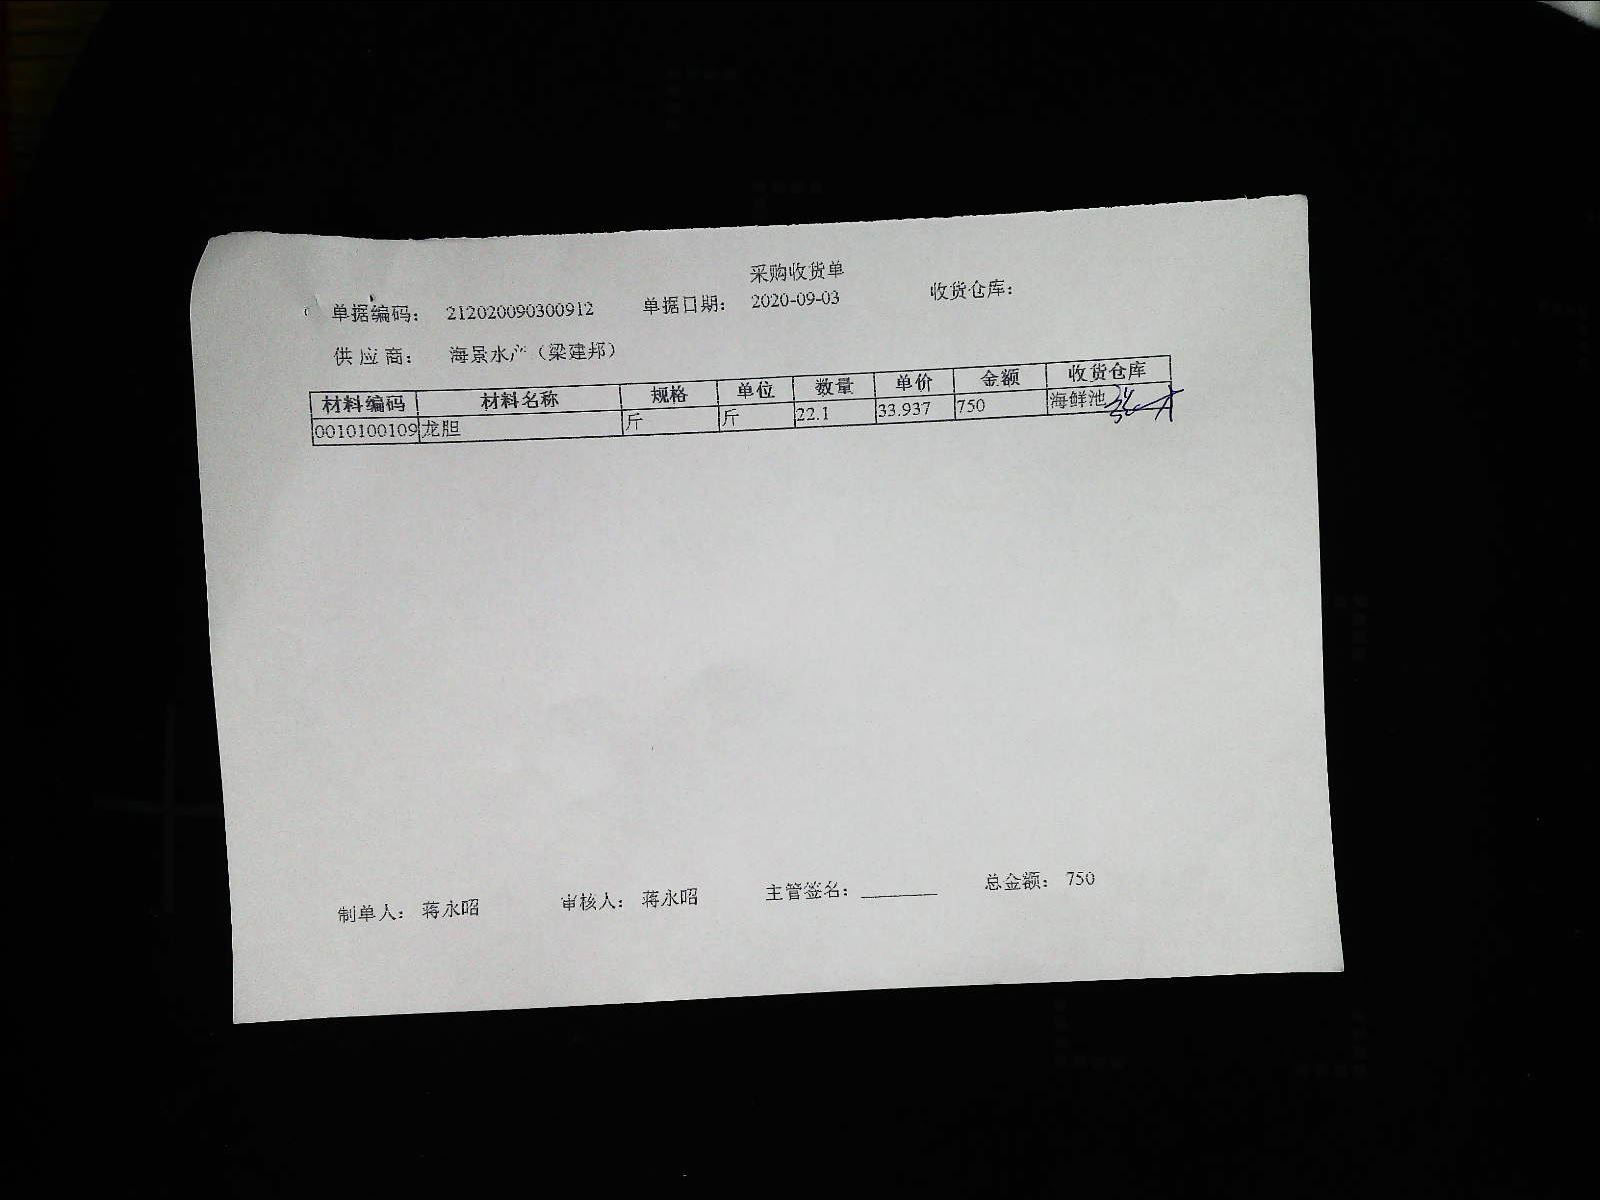 采购收货单
单据编码： 212020090300912 单据日期： 2020-09-03 收货仓库：
供 应 商： 海景水产（梁建邦）
材料编码 材料名称 规格 单位 数量 单价 金额 收货仓库
0010100109 龙胆 斤 斤 22.1 33.937 750 海鲜池
制单人： 蒋永昭 审核人： 蒋永昭 主管签名：________ 总金额： 750